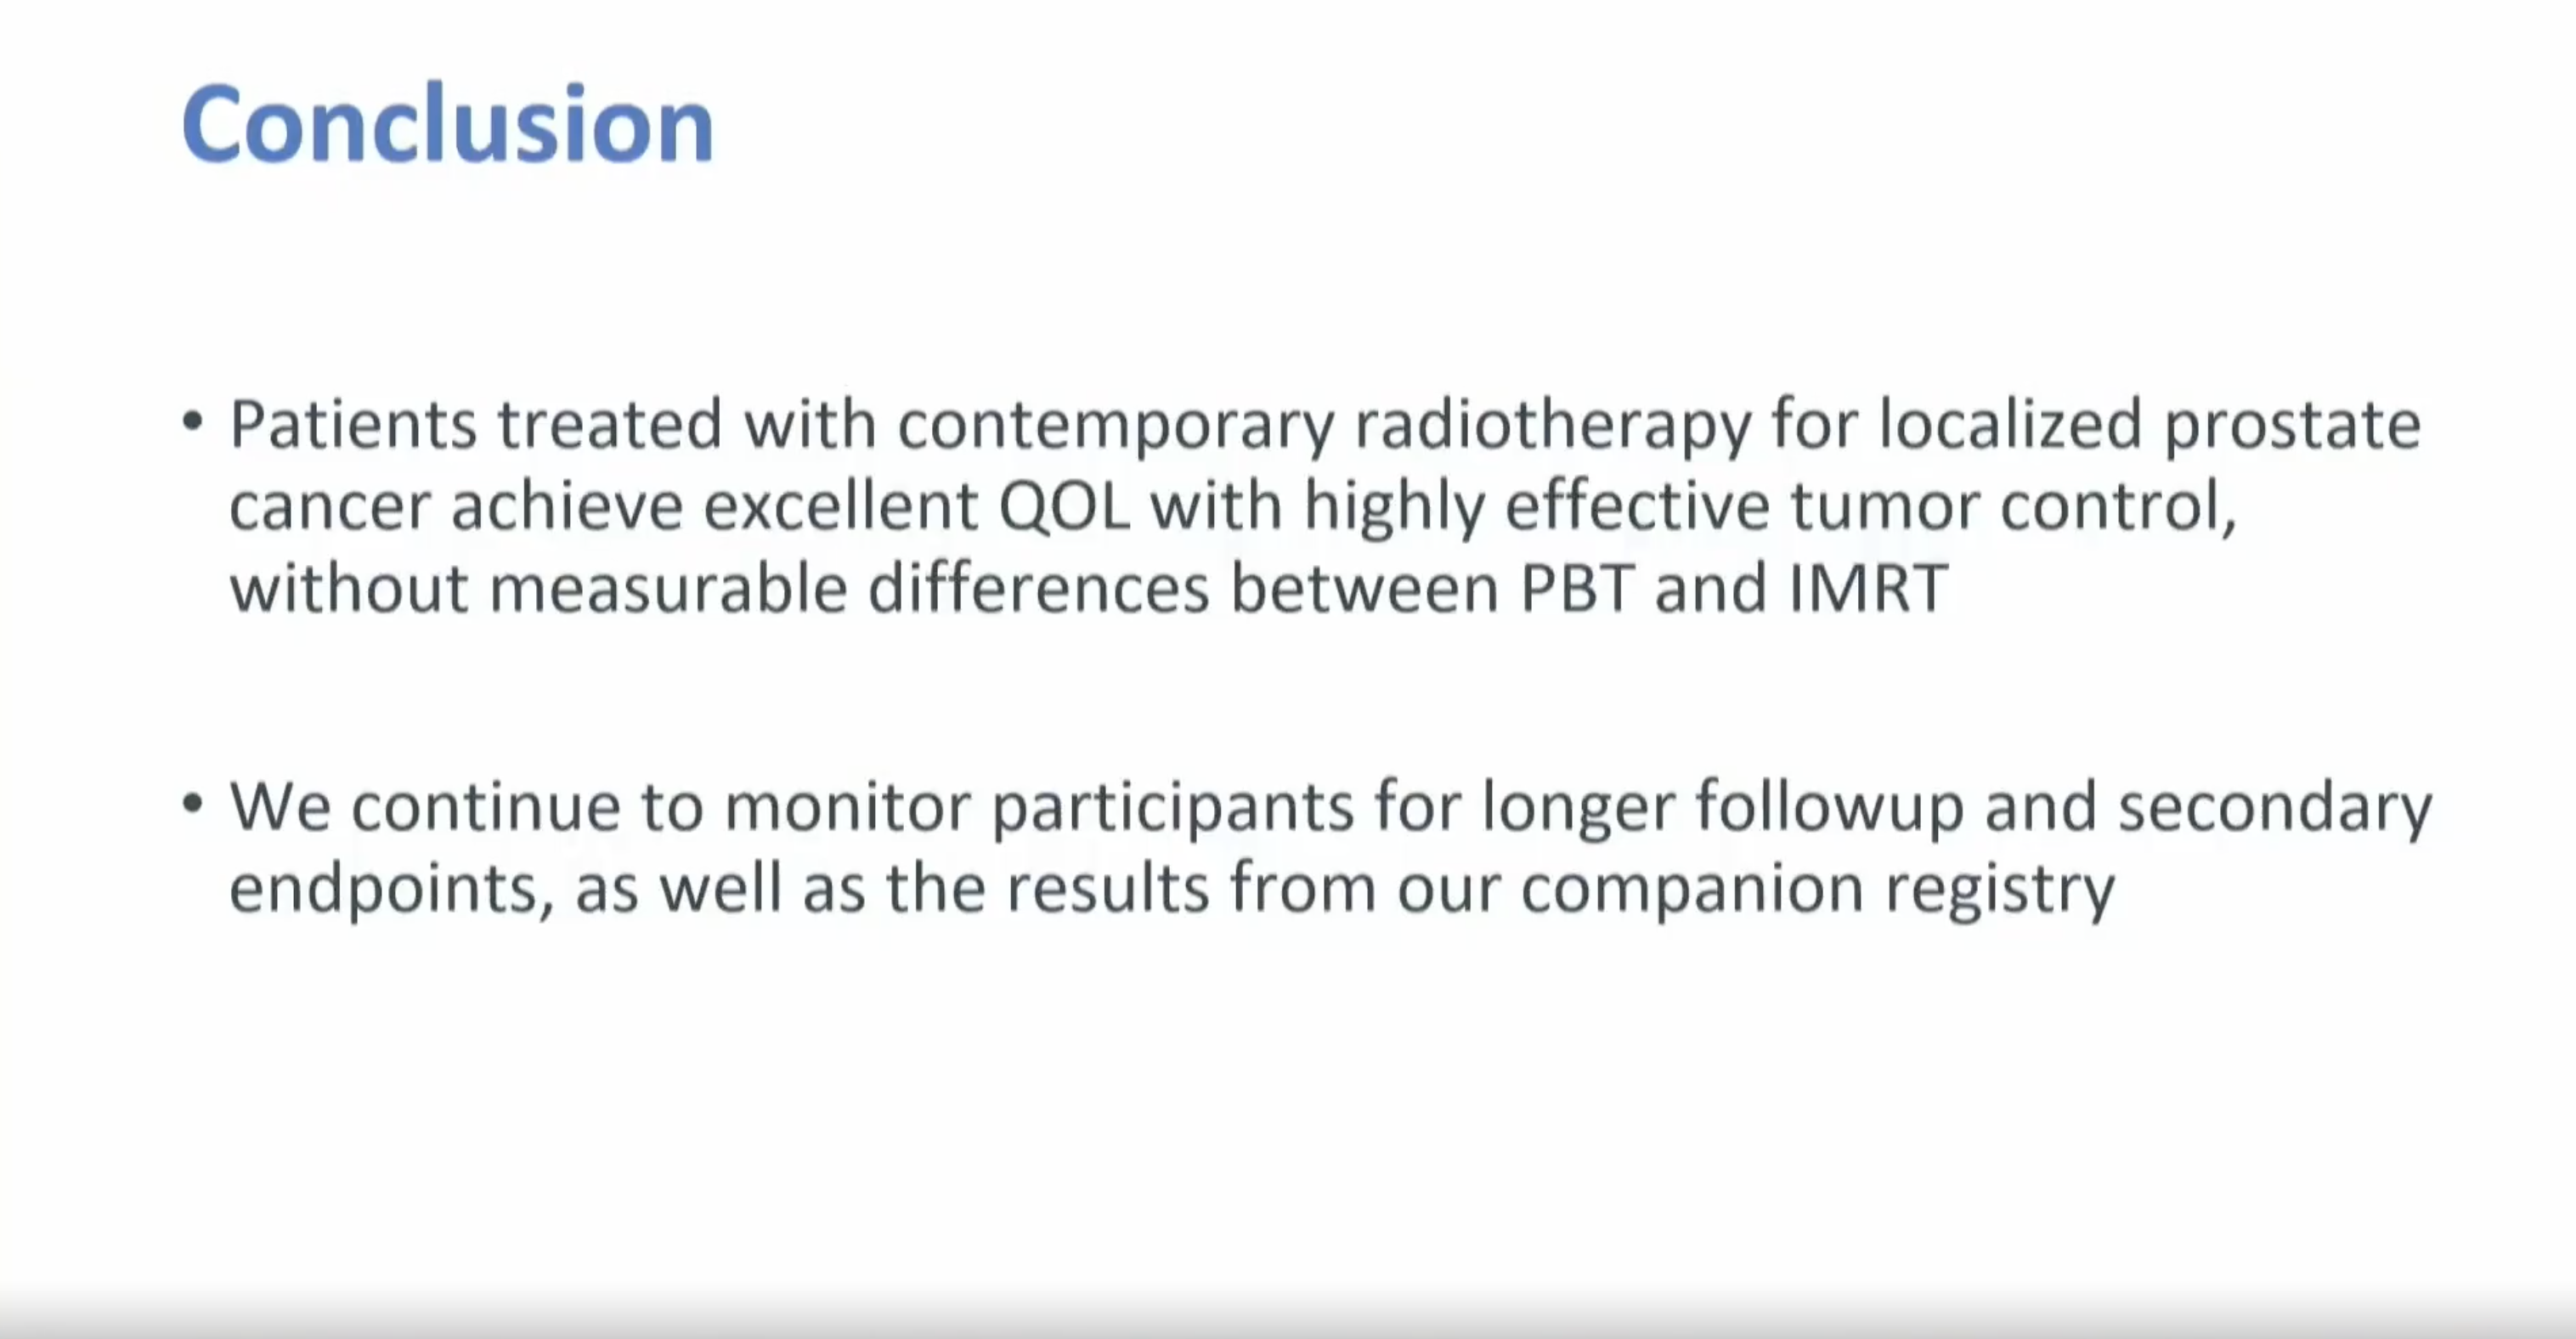 Conclusion
• Patients treated with contemporary radiotherapy for localized prostate
cancer achieve excellent QOL with highly effective tumor control,
without measurable differences between PBT and IMRT
• We continue to monitor participants for longer followup and secondary
endpoints, as well as the results from our companion registry